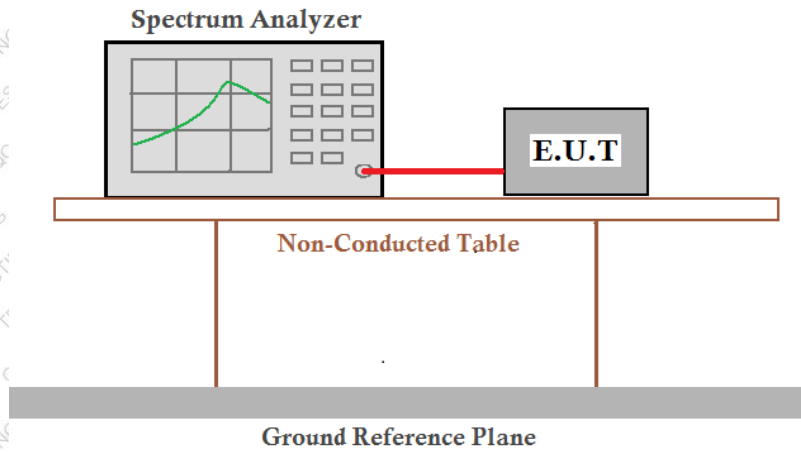 Spectrum Analyzer
E.U.T
Non-Conducted Table
Ground Reference Plane